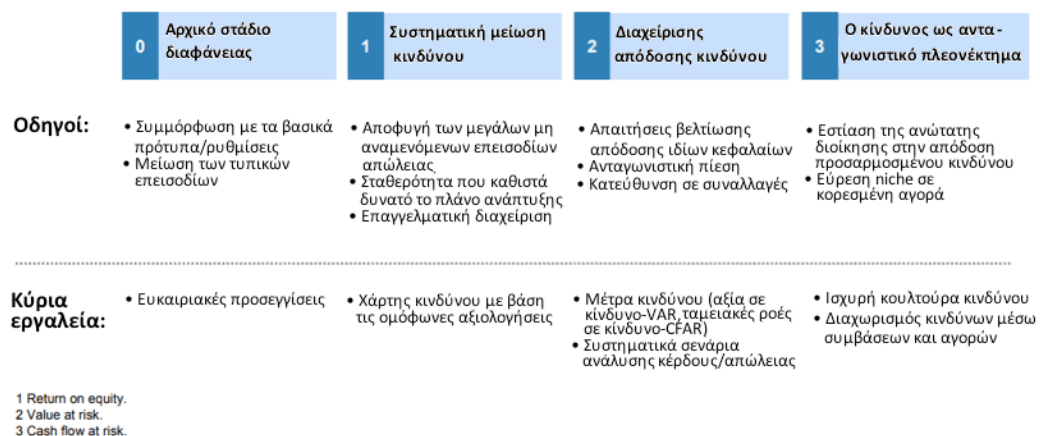 0
Αρχικό στάδιο
διαφάνειας
1
Συστηματική μείωση
κινδύνου
2
Διαχείρισης
απόδοσης κινδύνου
3
Ο κίνδυνος ως αντα-
γωνιστικό πλεονέκτημα
Οδηγοί:
• Συμμόρφωση με τα βασικά
πρότυπα/ρυθμίσεις
• Μείωση των τυπικών
επεισοδίων
• Αποφυγή των μεγάλων μη
αναμενόμενων επεισοδίων
απώλειας
• Σταθερότητα που καθιστά
δυνατό το πλάνο ανάπτυξης
• Επαγγελματική διαχείριση
• Απαιτήσεις βελτίωσης
απόδοσης ιδίων κεφαλαίων
• Ανταγωνιστική πίεση
• Κατεύθυνση σε συναλλαγές
• Εστίαση της ανώτατης
διοίκησης στην απόδοση
προσαρμοσμένου κινδύνου
• Εύρεση niche σε
κορεσμένη αγορά
Κύρια
εργαλεία:
• Ευκαιριακές προσεγγίσεις
• Χάρτης κινδύνου με βάση
τις ομόφωνες αξιολογήσεις
• Μέτρα κινδύνου (αξία σε
κίνδυνο-VAR, ταμειακές ροές
σε κίνδυνο-CFAR)
• Συστηματικά σενάρια
ανάλυσης κέρδους/απώλειας
• Ισχυρή κουλτούρα κινδύνου
• Διαχωρισμός κινδύνων μέσω
συμβάσεων και αγορών
1 Return on equity.
2 Value at risk.
3 Cash flow at risk.